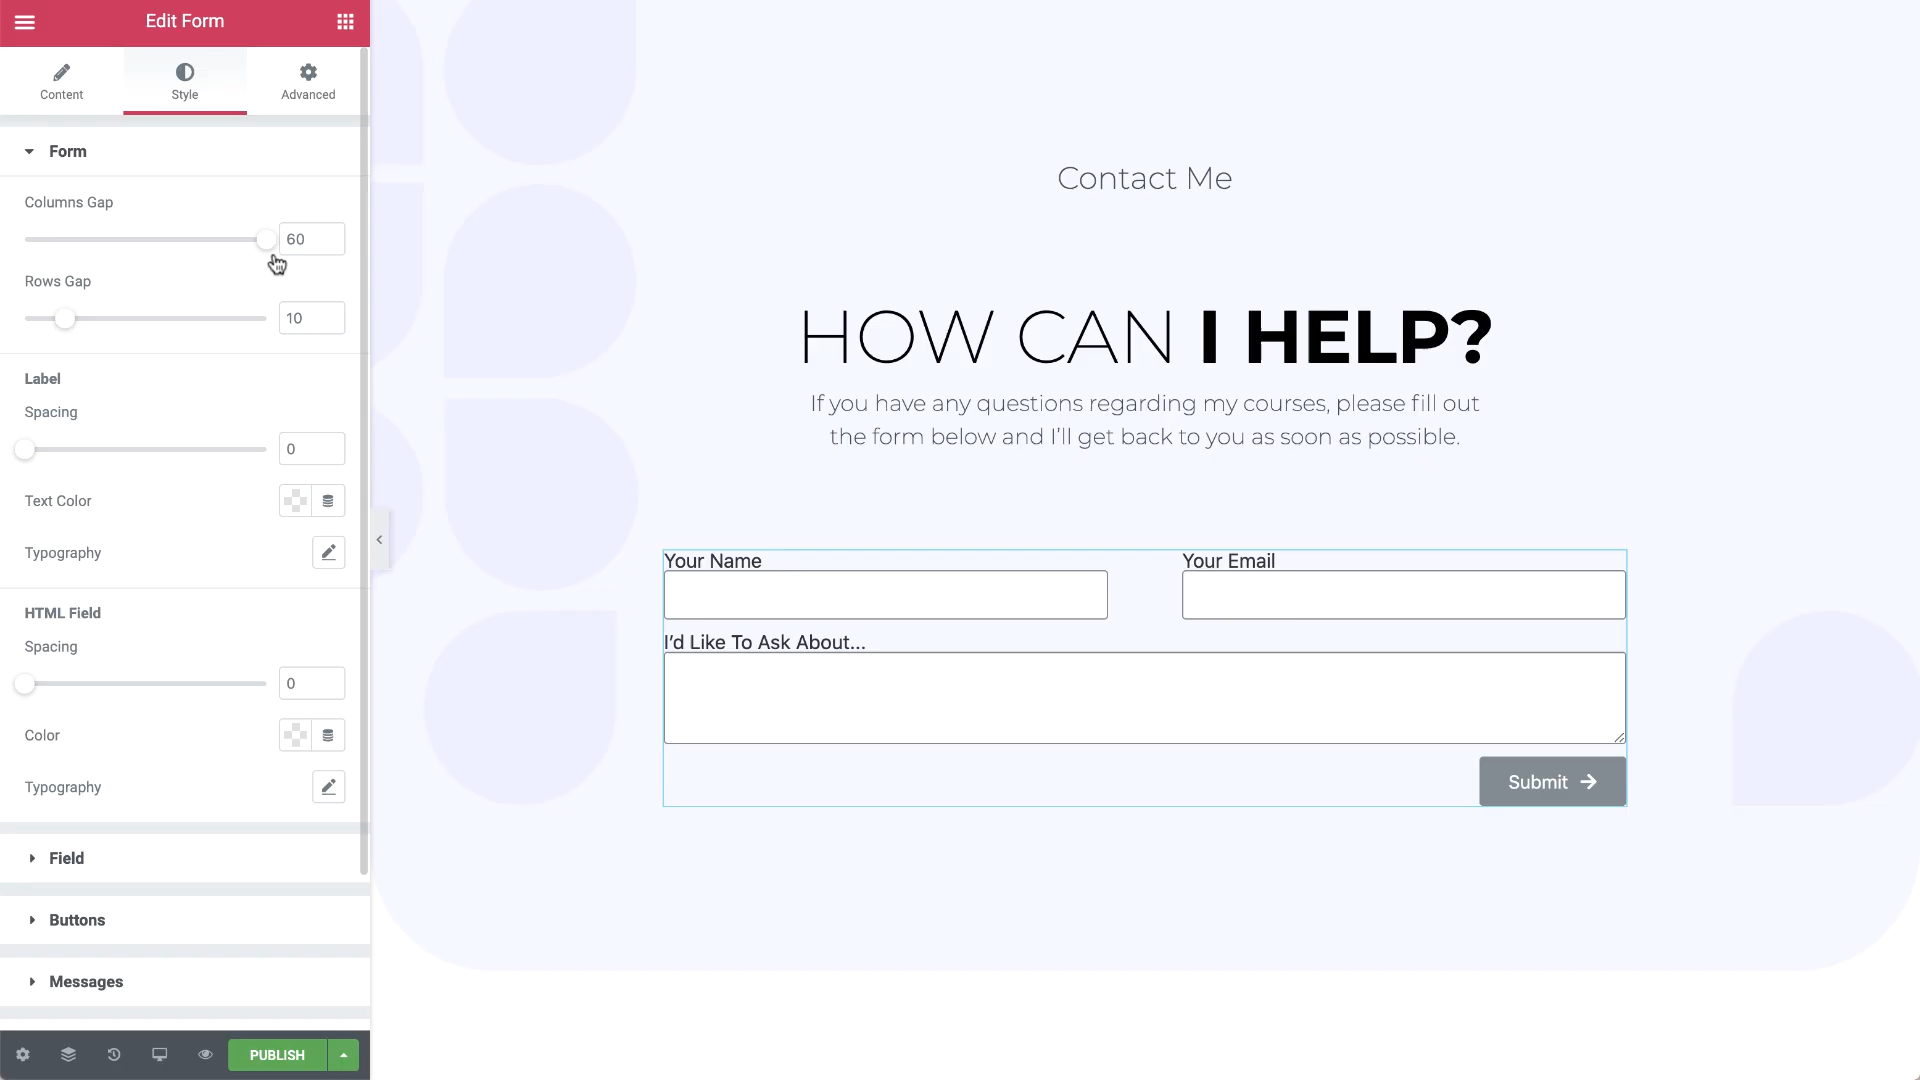 Edit Form
Content
Style
Advanced
Form
Columns Gap
60
Rows Gap
10
Label
Spacing
0
Text Color
Typography
HTML Field
Spacing
0
Color
Typography
Field
Buttons
Messages
PUBLISH
Contact Me
HOW CAN I HELP?
If you have any questions regarding my courses, please fill out
the form below and I'll get back to you as soon as possible.
Your Name
Your Email
I'd Like To Ask About...
Submit